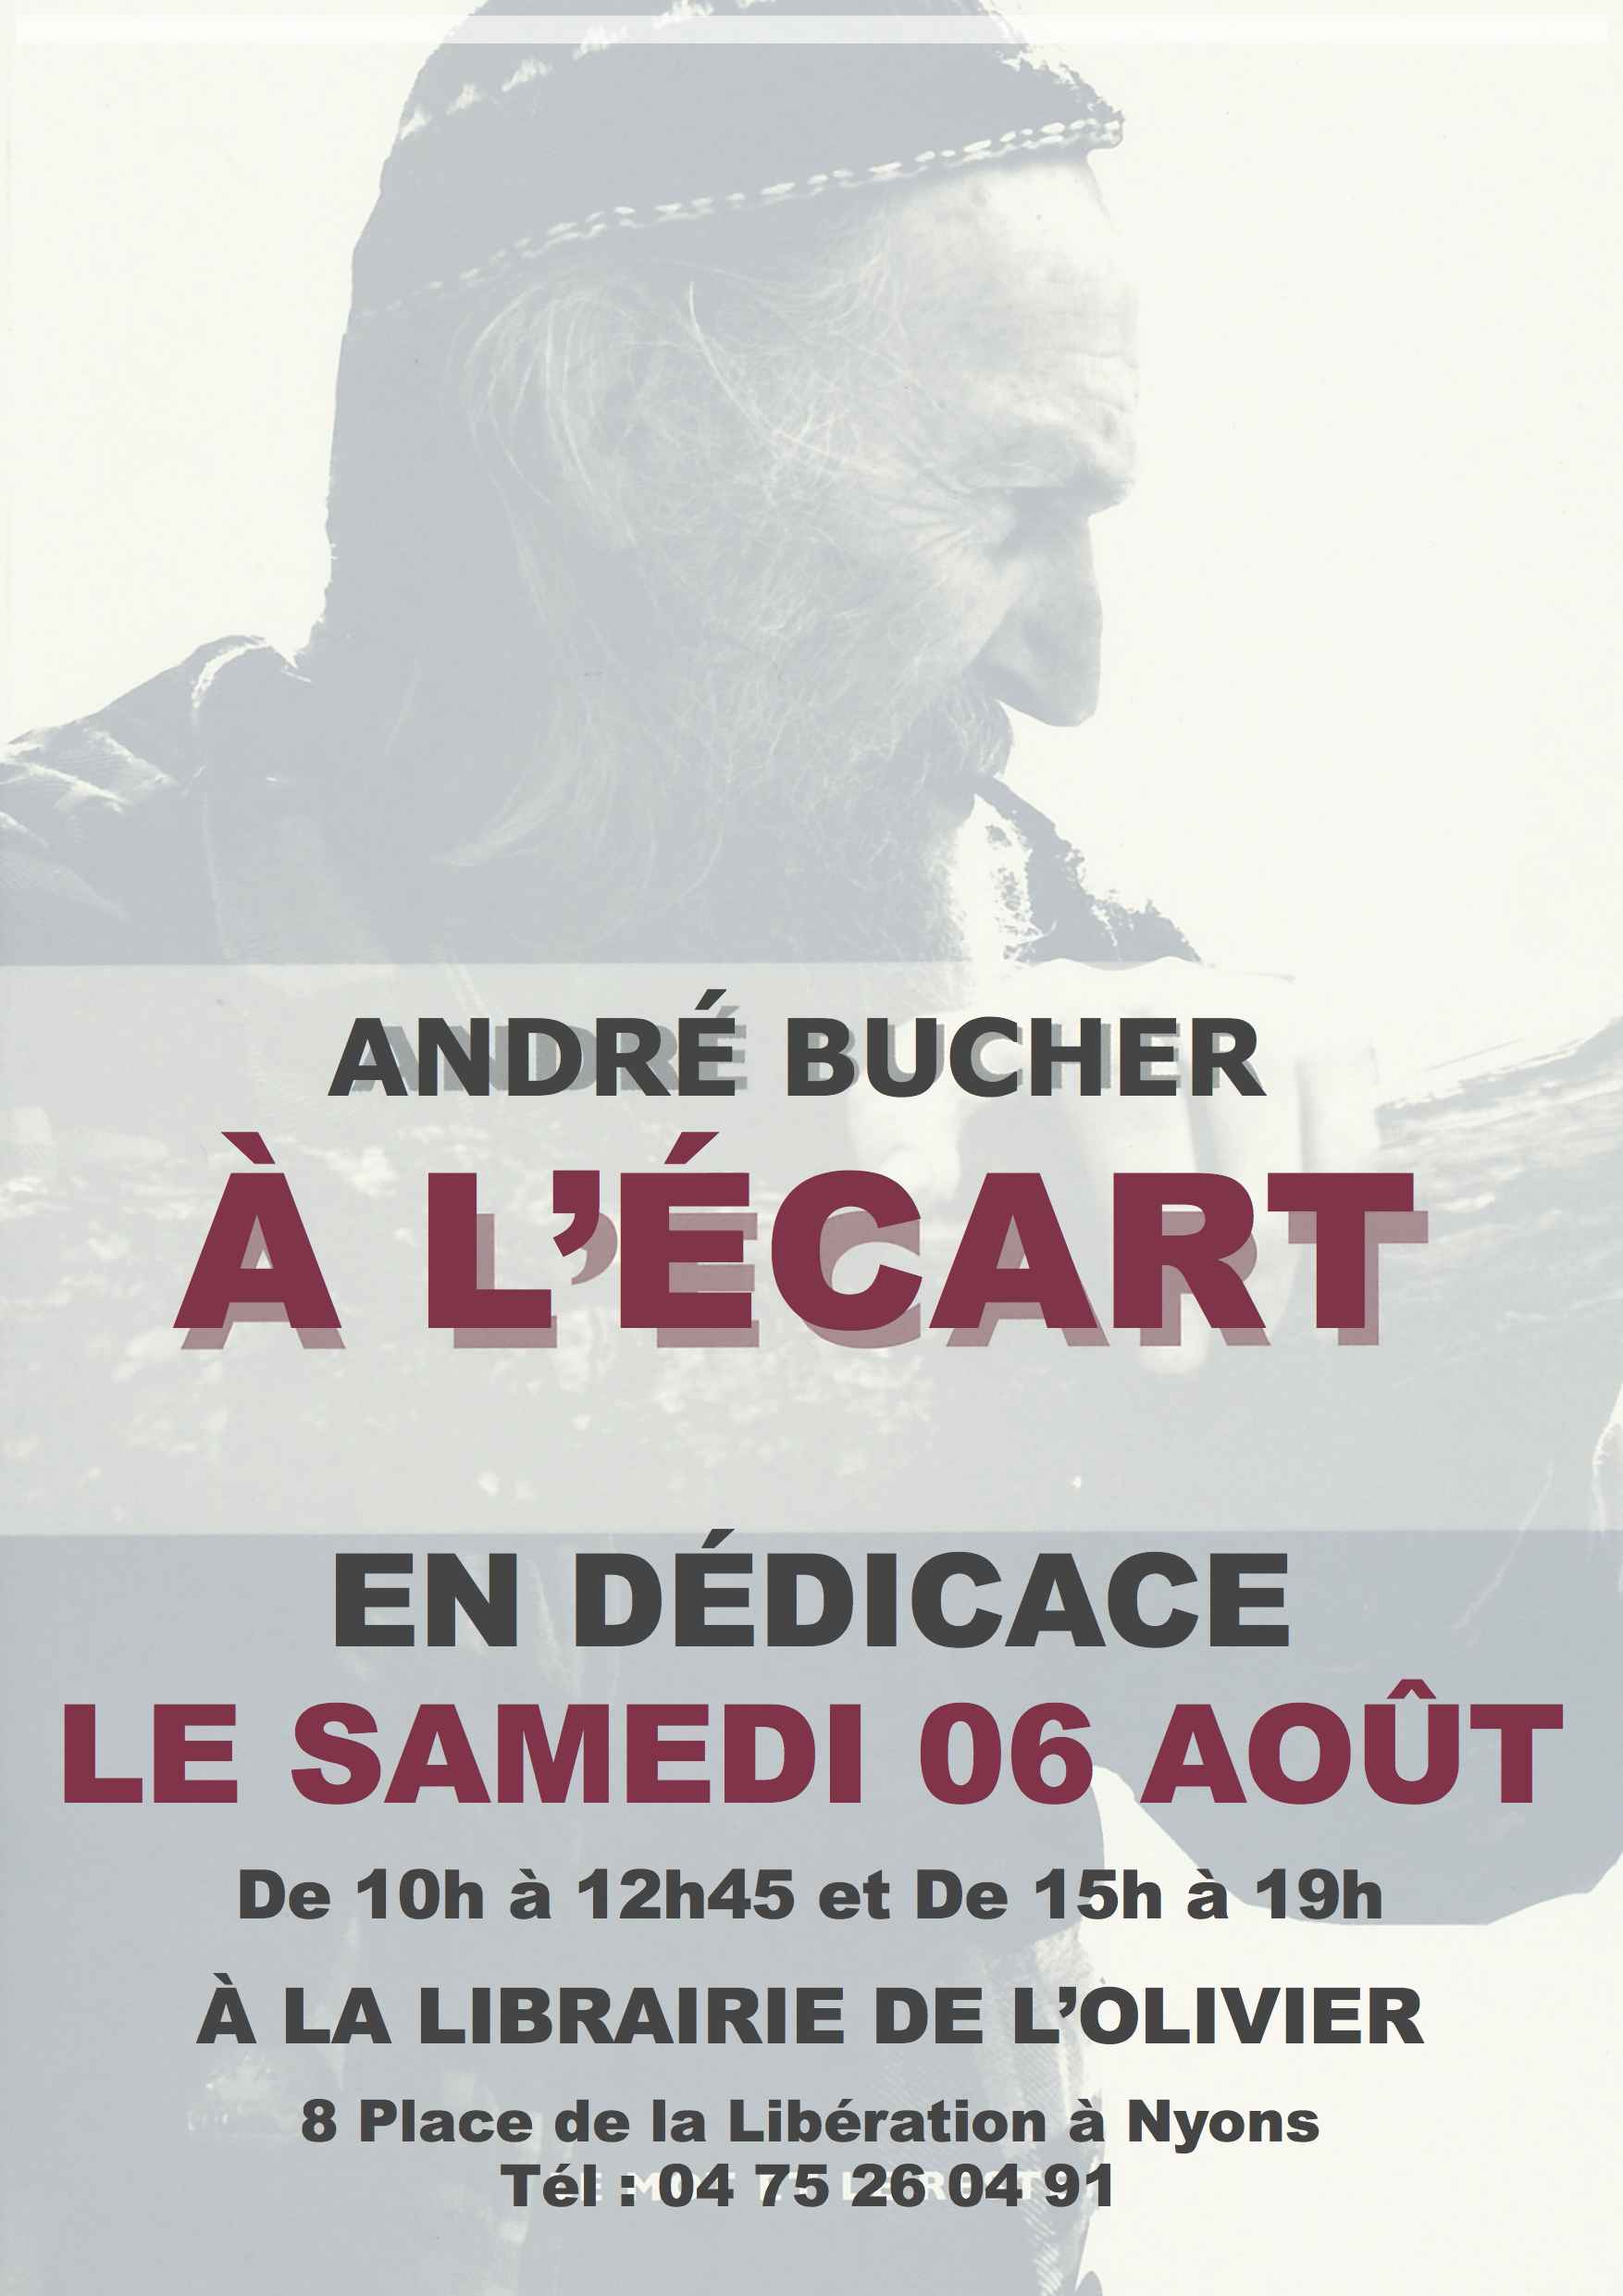 ANDRÉ BUCHER
À L’ÉCART
EN DÉDICACE
LE SAMEDI 06 AOÛT
De 10h à 12h45 et De 15h à 19h
À LA LIBRAIRIE DE L’OLIVIER
8 Place de la Libération à Nyons
Tél : 04 75 26 04 91